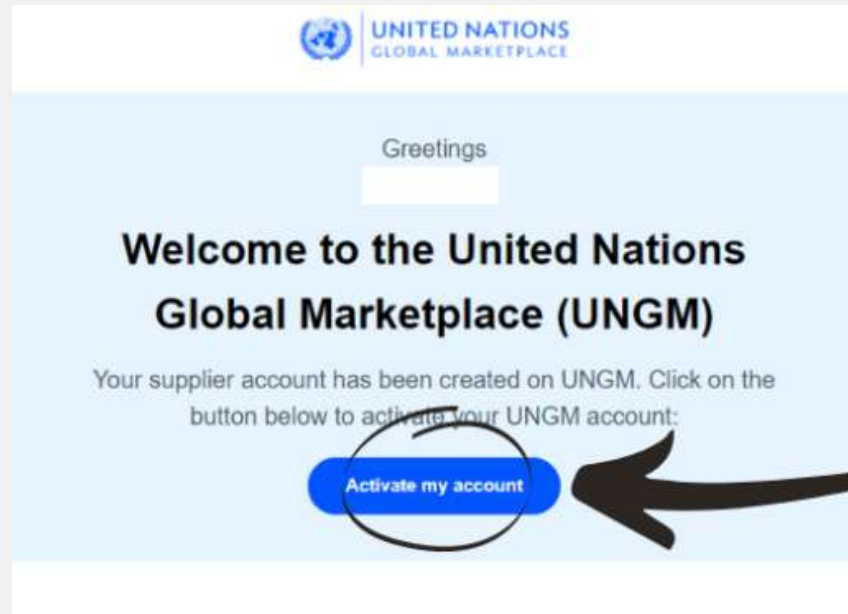 UNITED NATIONS
GLOBAL MARKETPLACE
Greetings
Welcome to the United Nations
Global Marketplace (UNGM)
Your supplier account has been created on UNGM. Click on the
button below to activate your UNGM account:
Activate my account